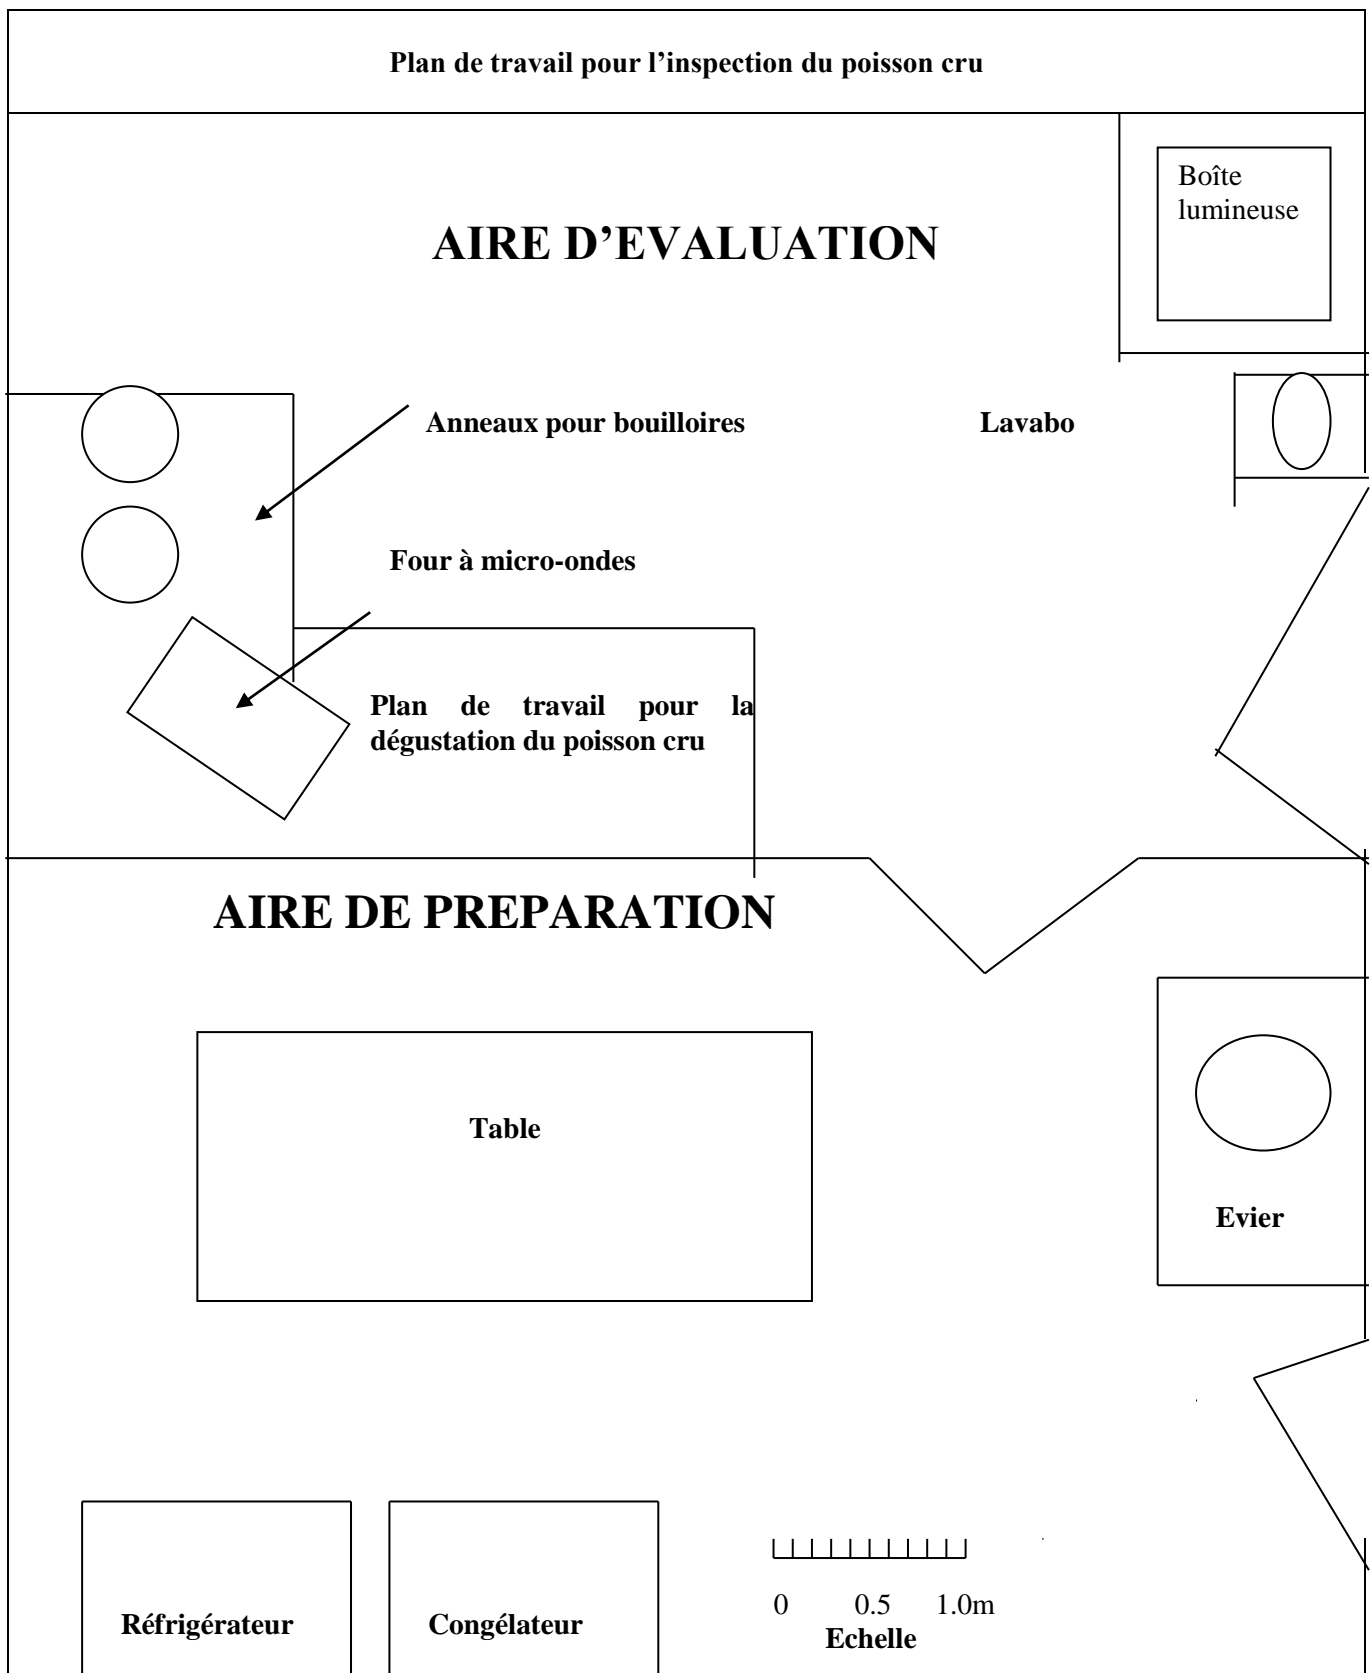 Plan de travail pour l’inspection du poisson cru
Boîte
lumineuse
AIRE D’EVALUATION
Anneaux pour bouilloires
Lavabo
Four à micro-ondes
Plan de travail pour la
dégustation du poisson cru
AIRE DE PREPARATION
Table
Evier
0 0.5 1.0m
Echelle
Réfrigérateur
Congélateur